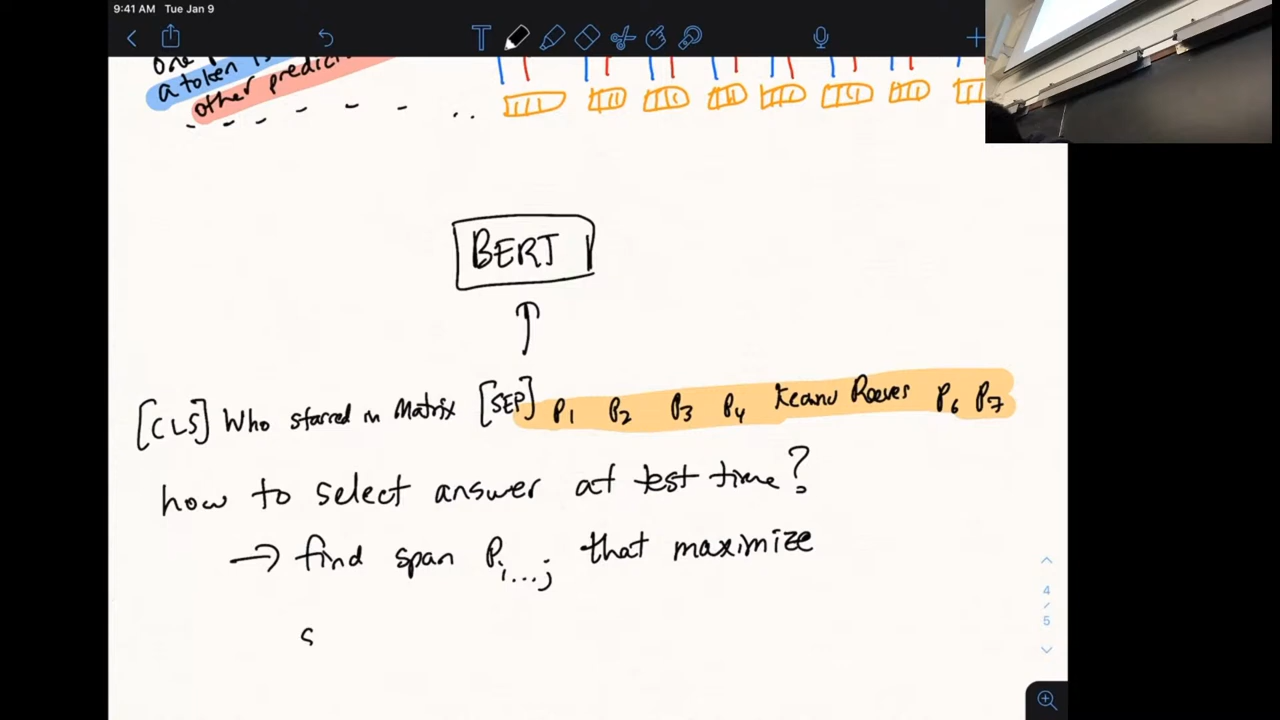 9:41 AM Tue Jan 9
T
one
a token is
other predic
BERT
[CLS] Who starred in Matrix [SEP] P1 P2 P3 P4 Keanu Reeves P6 P7
how to select answer at test time?
→ find span Pi...j that maximize
S
4
/
5